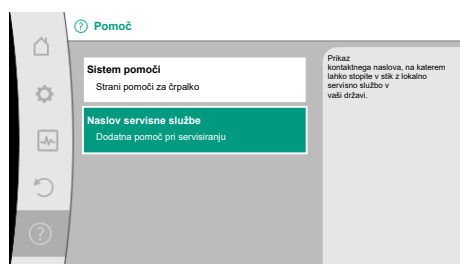 ? Pomoč
Sistem pomoči
Strani pomoči za črpalko
Naslov servisne službe
Dodatna pomoč pri servisiranju
Prikaz
kontaktnega naslova, na katerem
lahko stopite v stik z lokalno
servisno službo v
vaši državi.
?